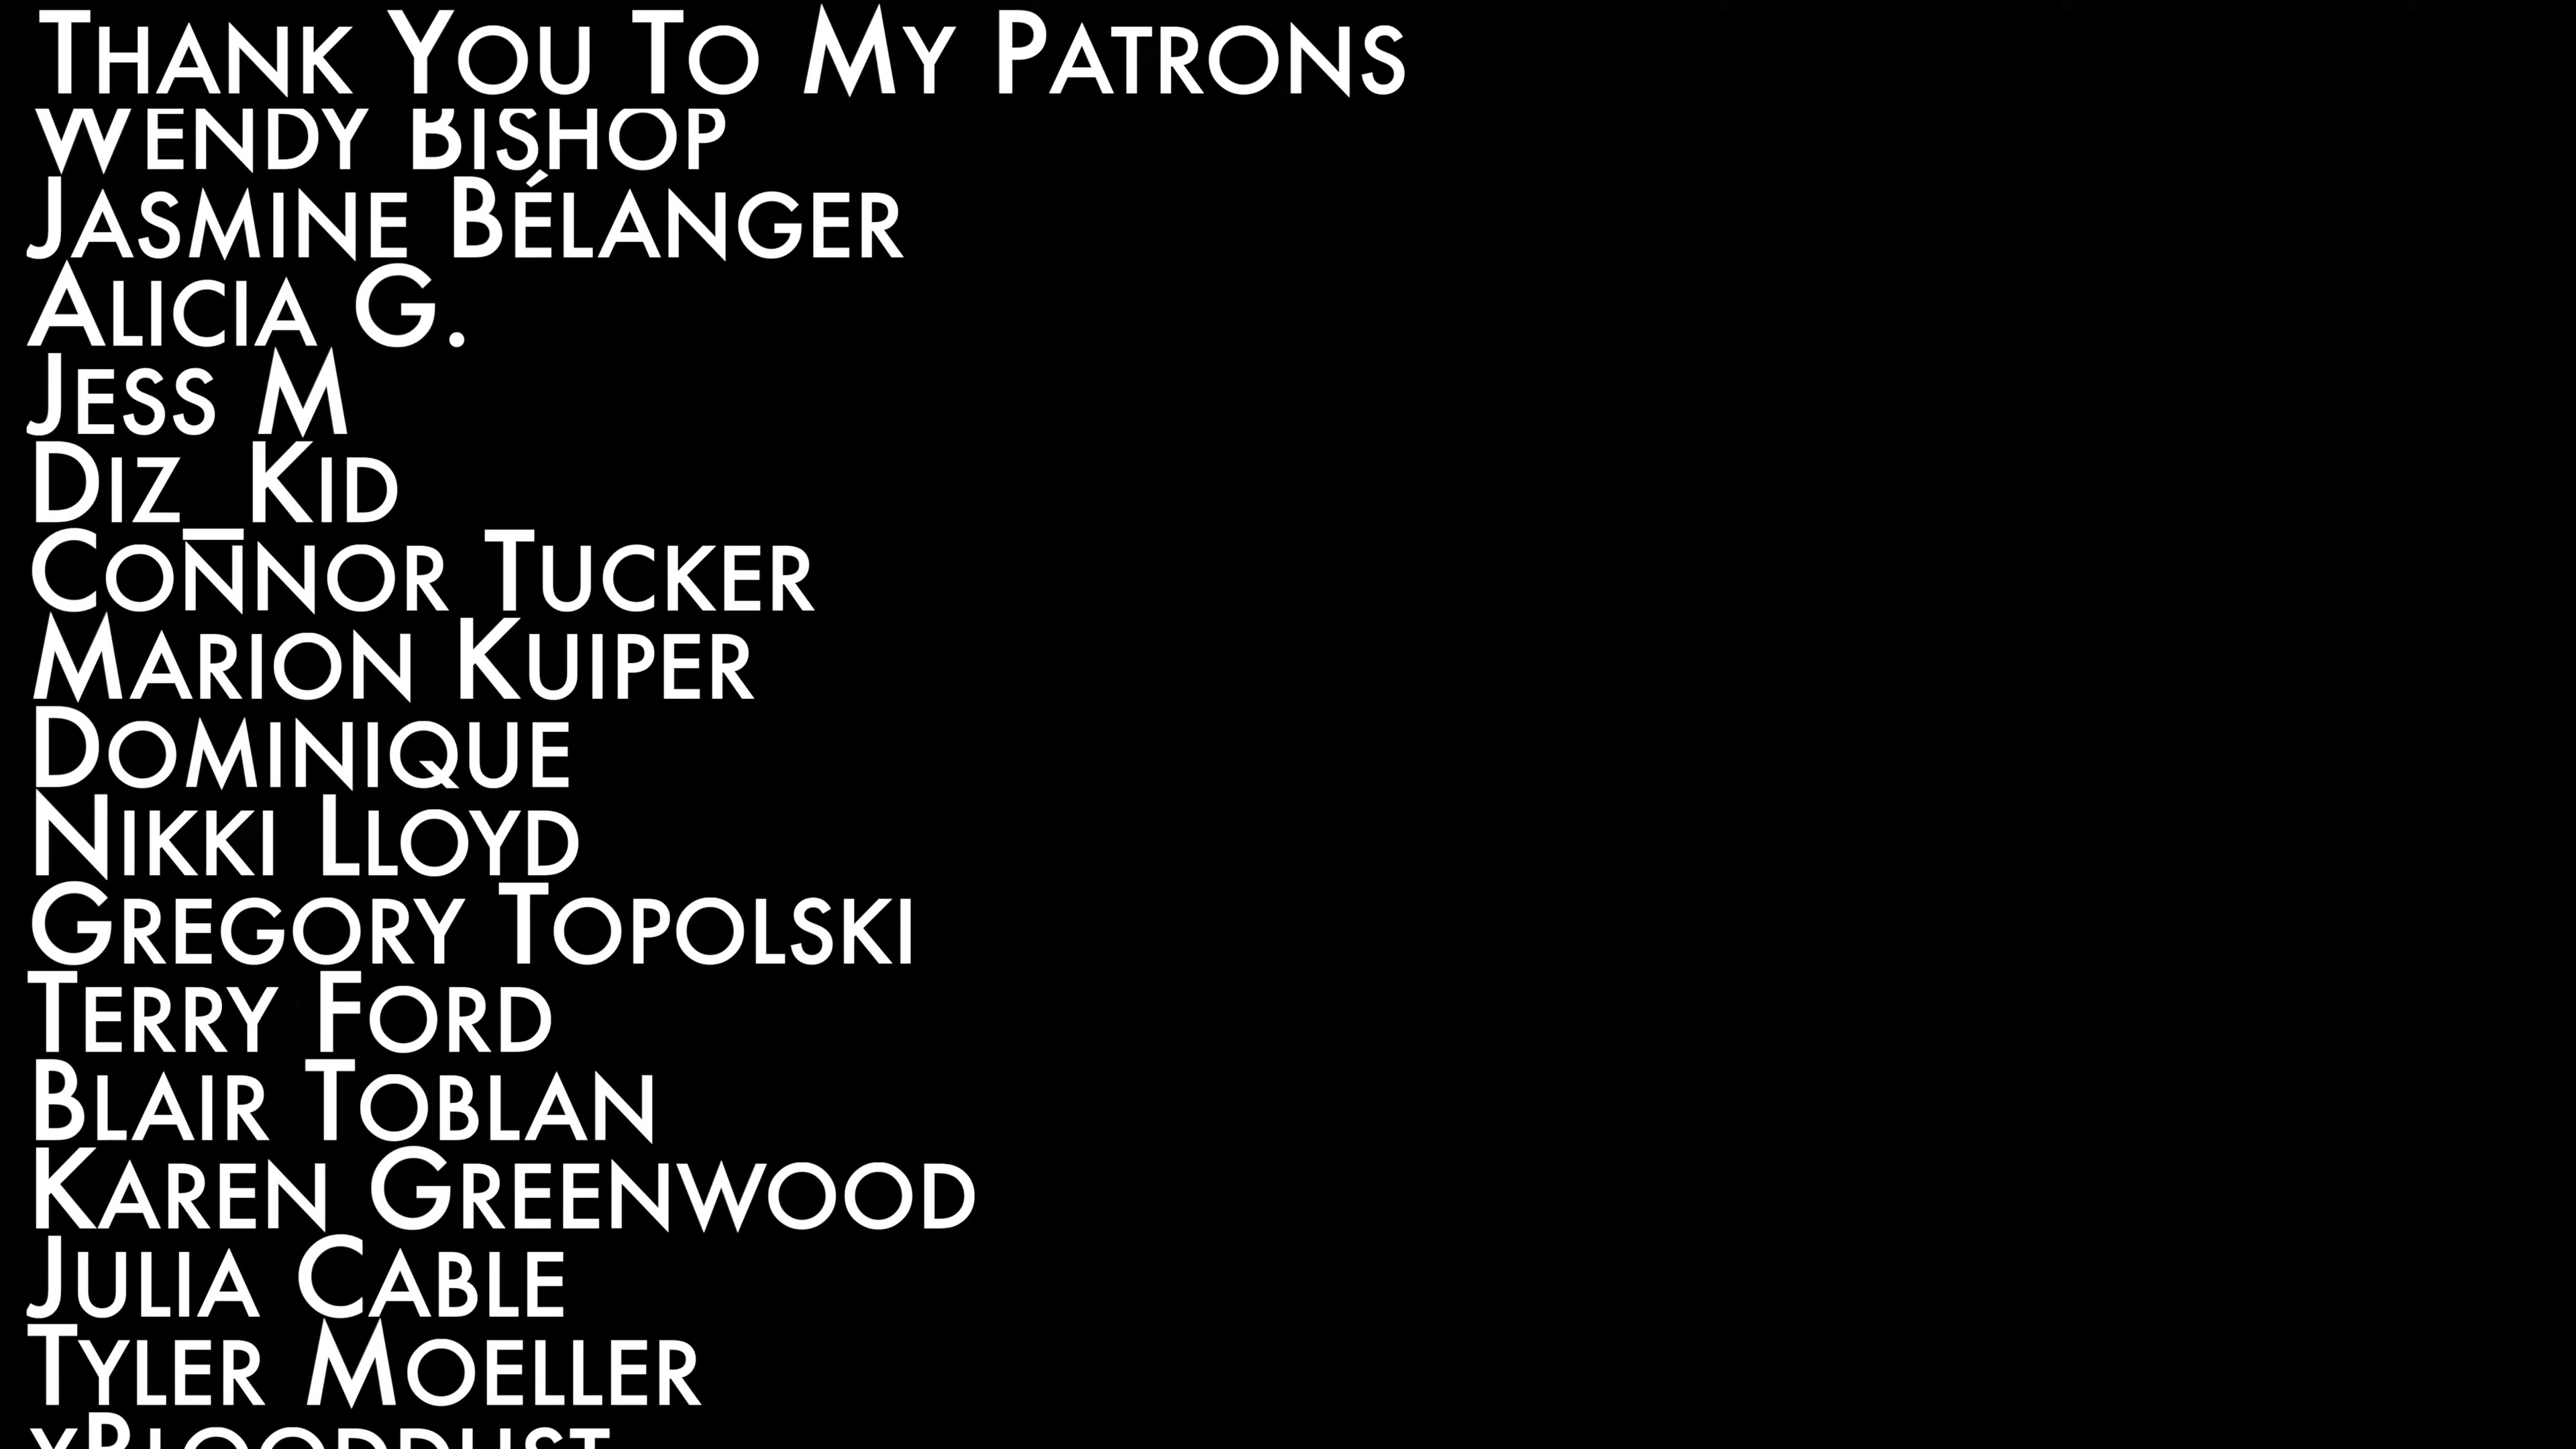 Thank You To My Patrons
Wendy Bishop
Jasmine Bélanger
Alicia G.
Jess M
Diz_Kid
Connor Tucker
Marion Kuiper
Dominique
Nikki Lloyd
Gregory Topolski
Terry Ford
Blair Toblan
Karen Greenwood
Julia Cable
Tyler Moeller